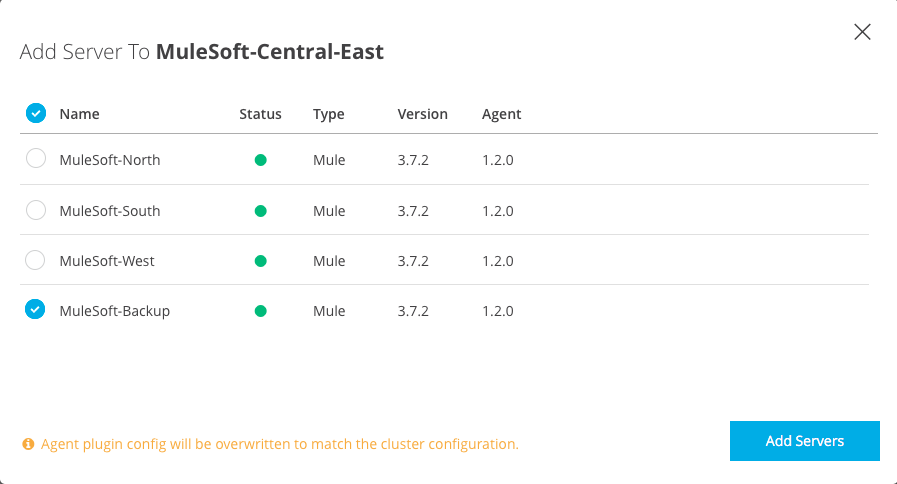 Add Server To MuleSoft-Central-East
Name Status Type Version Agent
MuleSoft-North Mule 3.7.2 1.2.0
MuleSoft-South Mule 3.7.2 1.2.0
MuleSoft-West Mule 3.7.2 1.2.0
MuleSoft-Backup Mule 3.7.2 1.2.0
Agent plugin config will be overwritten to match the cluster configuration.
Add Servers